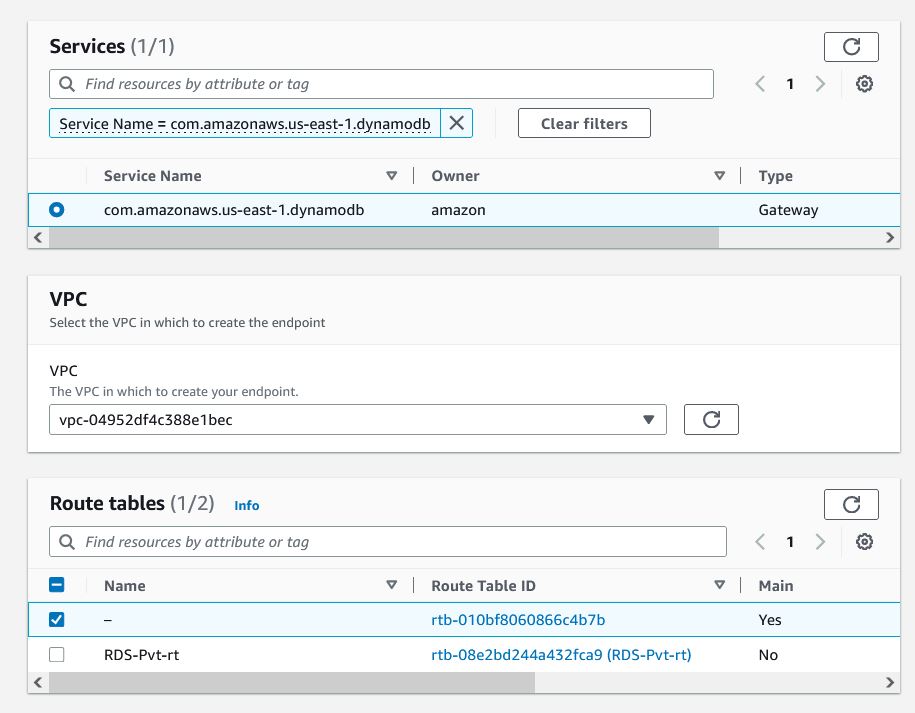 Services (1/1)
Find resources by attribute or tag
1
Service Name = com.amazonaws.us-east-1.dynamodb
Clear filters
Service Name Owner Type
com.amazonaws.us-east-1.dynamodb amazon Gateway
VPC
Select the VPC in which to create the endpoint
VPC
The VPC in which to create your endpoint.
vpc-04952df4c388e1bec
Route tables (1/2) Info
Find resources by attribute or tag
1
Name Route Table ID Main
– rtb-010bf8060866c4b7b Yes
RDS-Pvt-rt rtb-08e2bd244a432fca9 (RDS-Pvt-rt) No